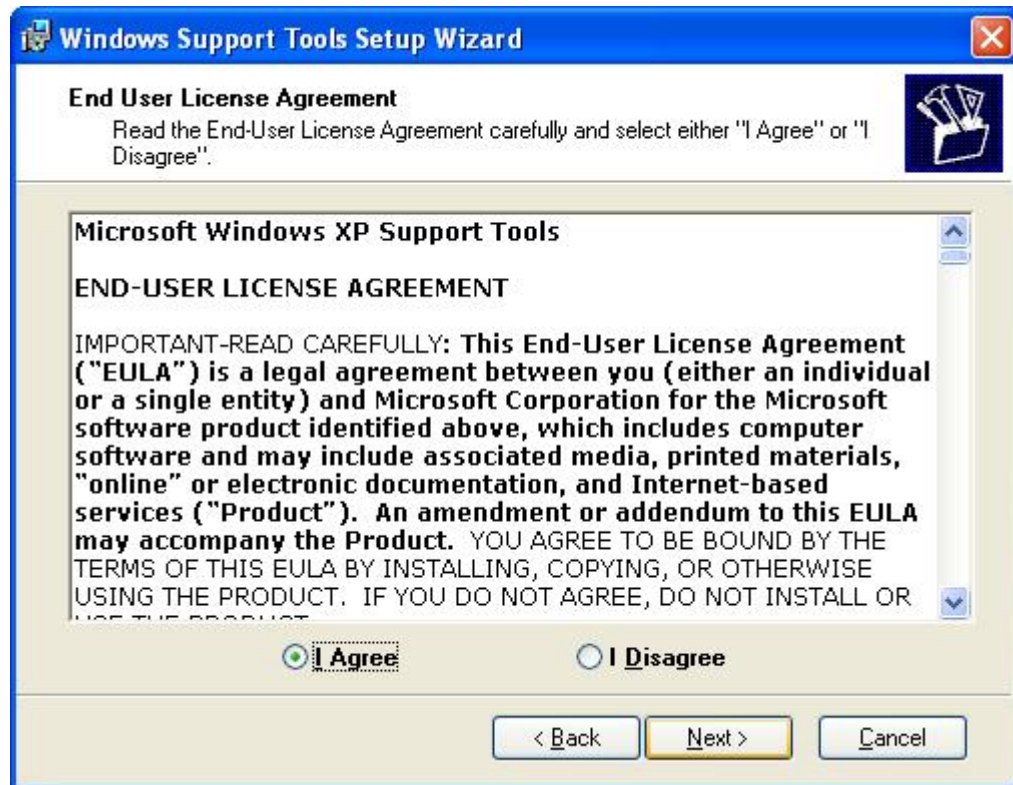 Windows Support Tools Setup Wizard
End User License Agreement
Read the End-User License Agreement carefully and select either "I Agree" or "I
Disagree".
Microsoft Windows XP Support Tools
END-USER LICENSE AGREEMENT
IMPORTANT-READ CAREFULLY: This End-User License Agreement
("EULA") is a legal agreement between you (either an individual
or a single entity) and Microsoft Corporation for the Microsoft
software product identified above, which includes computer
software and may include associated media, printed materials,
"online" or electronic documentation, and Internet-based
services ("Product").  An amendment or addendum to this EULA
may accompany the Product.  YOU AGREE TO BE BOUND BY THE
TERMS OF THIS EULA BY INSTALLING, COPYING, OR OTHERWISE
USING THE PRODUCT.  IF YOU DO NOT AGREE, DO NOT INSTALL OR
USE THE PRODUCT
I Agree I Disagree
< Back Next > Cancel